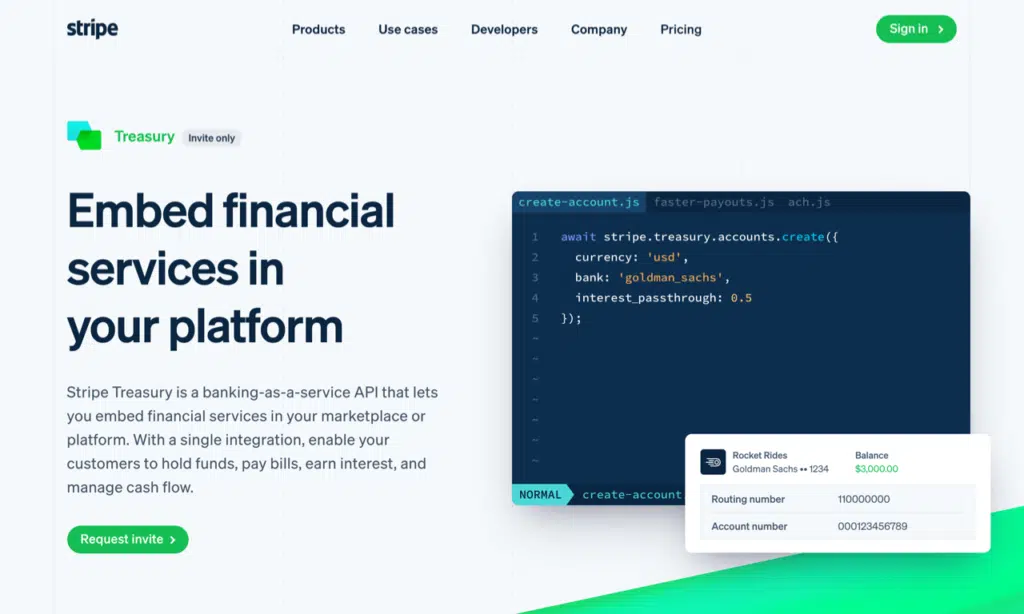 stripe
Products Use cases Developers Company Pricing
Sign in >
Treasury Invite only
Embed financial
services in
your platform
Stripe Treasury is a banking-as-a-service API that lets
you embed financial services in your marketplace or
platform. With a single integration, enable your
customers to hold funds, pay bills, earn interest, and
manage cash flow.
Request invite >
create-account.js faster-payouts.js ach.js
1 await stripe.treasury.accounts.create({
2 currency: 'usd',
3 bank: 'goldman_sachs',
4 interest_passthrough: 0.5
5 });
~
~
~
~
~
~
~
NORMAL create-account.
Rocket Rides Balance
Goldman Sachs •• 1234 $3,000.00
Routing number 110000000
Account number 000123456789